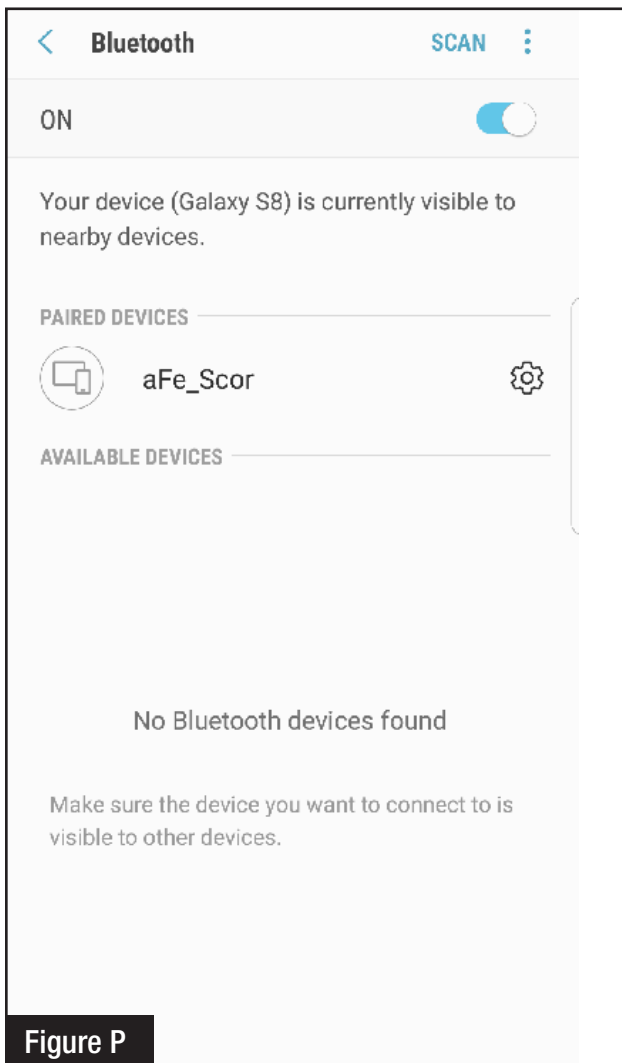 Bluetooth SCAN
ON
Your device (Galaxy S8) is currently visible to
nearby devices.
PAIRED DEVICES
aFe_Scor
AVAILABLE DEVICES
No Bluetooth devices found
Make sure the device you want to connect to is
visible to other devices.
Figure P